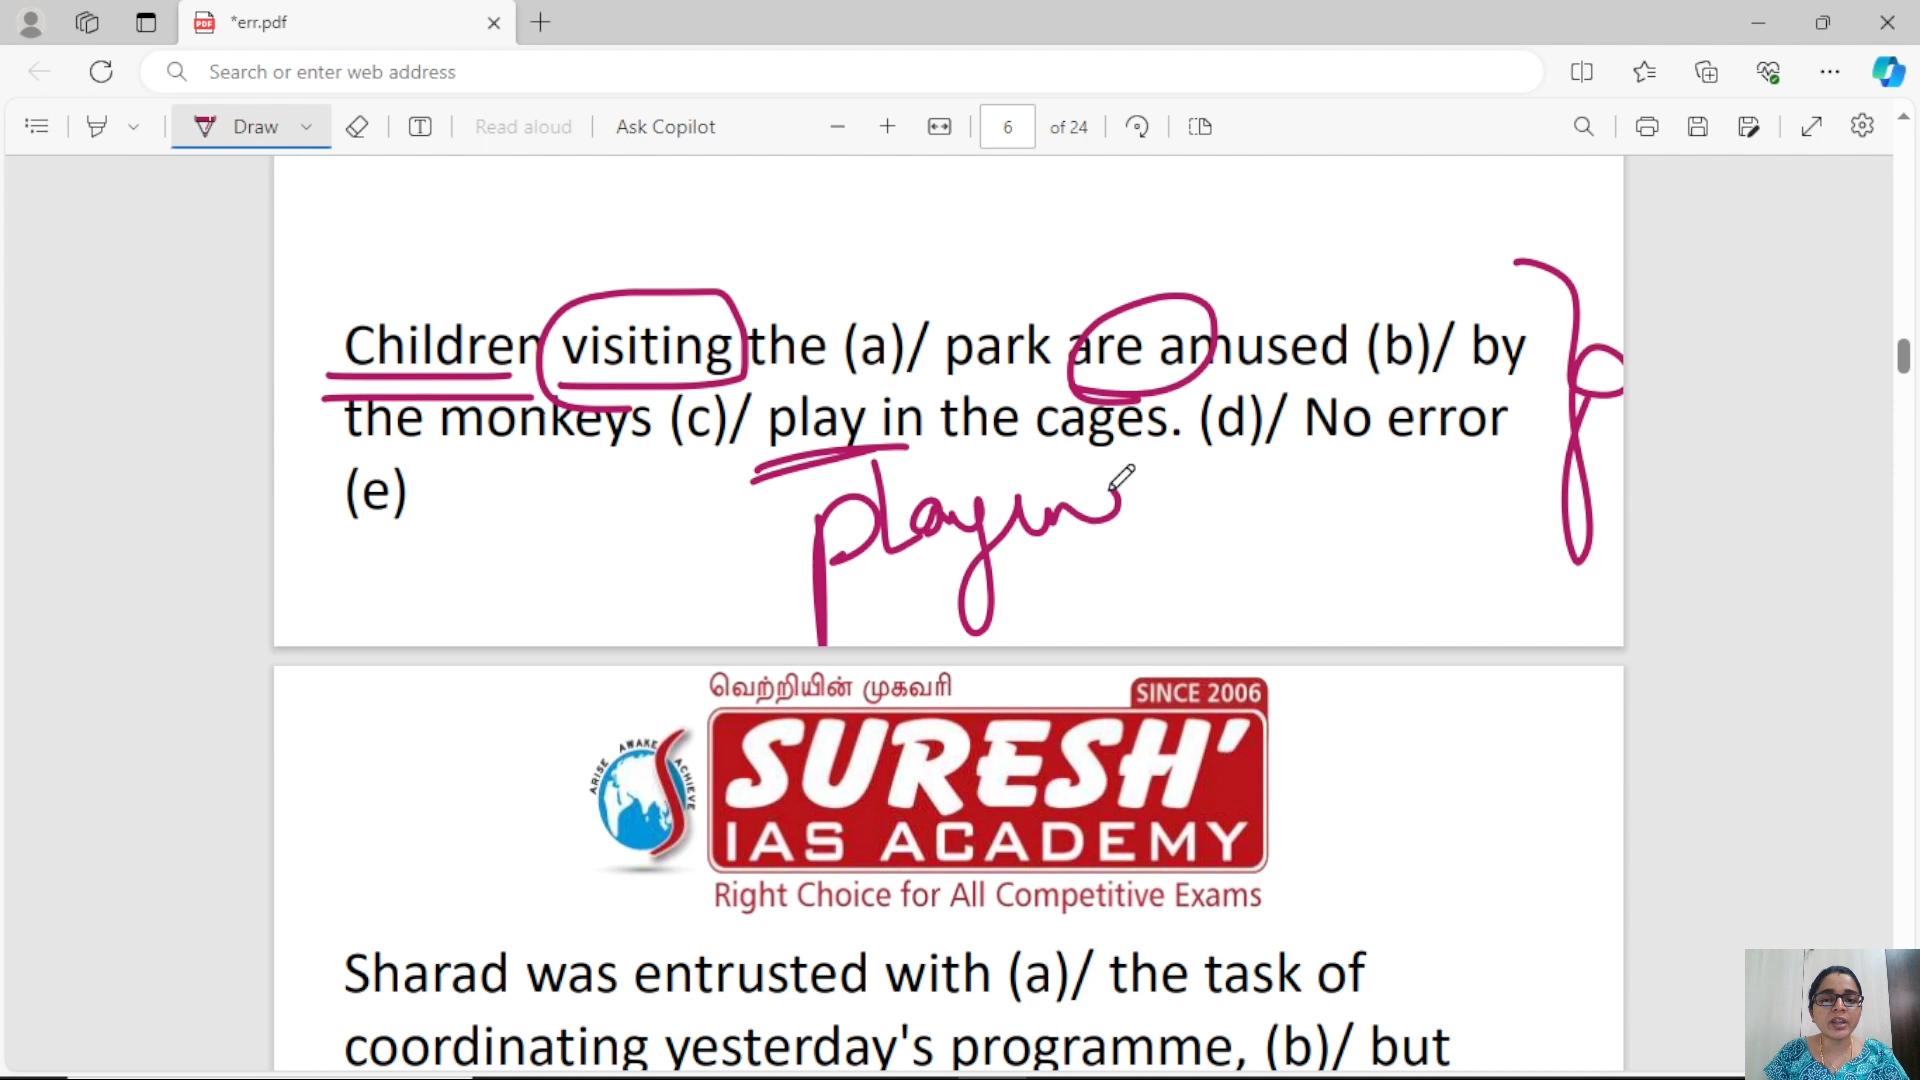 *err.pdf
Search or enter web address
Draw
Read aloud
Ask Copilot
6
of 24
Children visiting the (a)/ park are amused (b)/ by
the monkeys (c)/ play in the cages. (d)/ No error
(e)
வெற்றியின் முகவரி
SINCE 2006
AWAKE
ARISE
ACHIEVE
SURESH'
IAS ACADEMY
Right Choice for All Competitive Exams
Sharad was entrusted with (a)/ the task of
coordinating yesterday's programme, (b)/ but